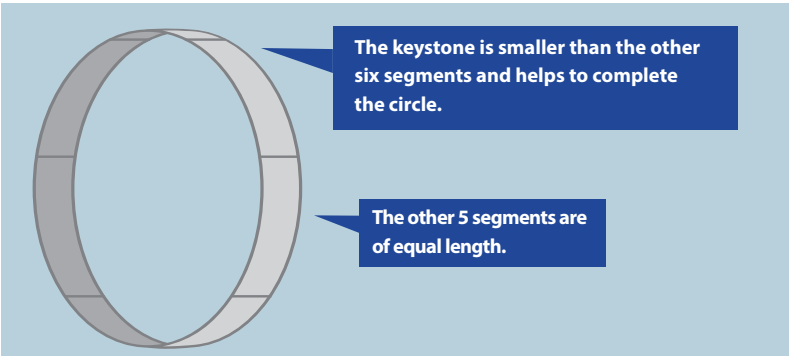 The keystone is smaller than the other
six segments and helps to complete
the circle.
The other 5 segments are
of equal length.